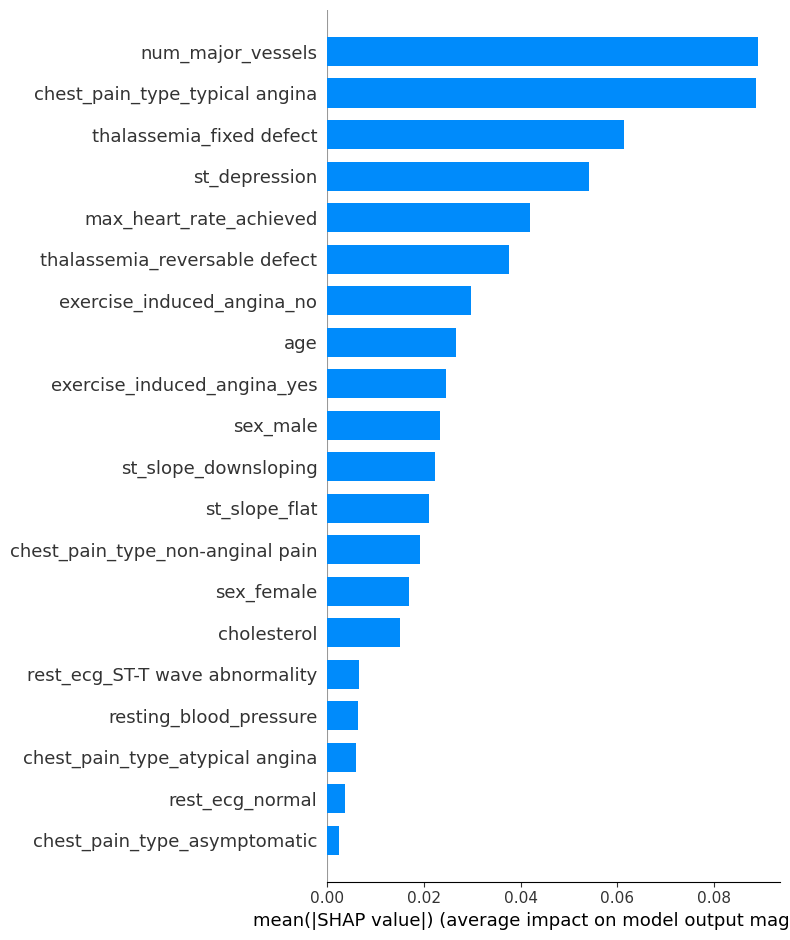 num_major_vessels
chest_pain_type_typical angina
thalassemia_fixed defect
st_depression
max_heart_rate_achieved
thalassemia_reversable defect
exercise_induced_angina_no
age
exercise_induced_angina_yes
sex_male
st_slope_downsloping
st_slope_flat
chest_pain_type_non-anginal pain
sex_female
cholesterol
rest_ecg_ST-T wave abnormality
resting_blood_pressure
chest_pain_type_atypical angina
rest_ecg_normal
chest_pain_type_asymptomatic
0.00 0.02 0.04 0.06 0.08
mean(|SHAP value|) (average impact on model output mag